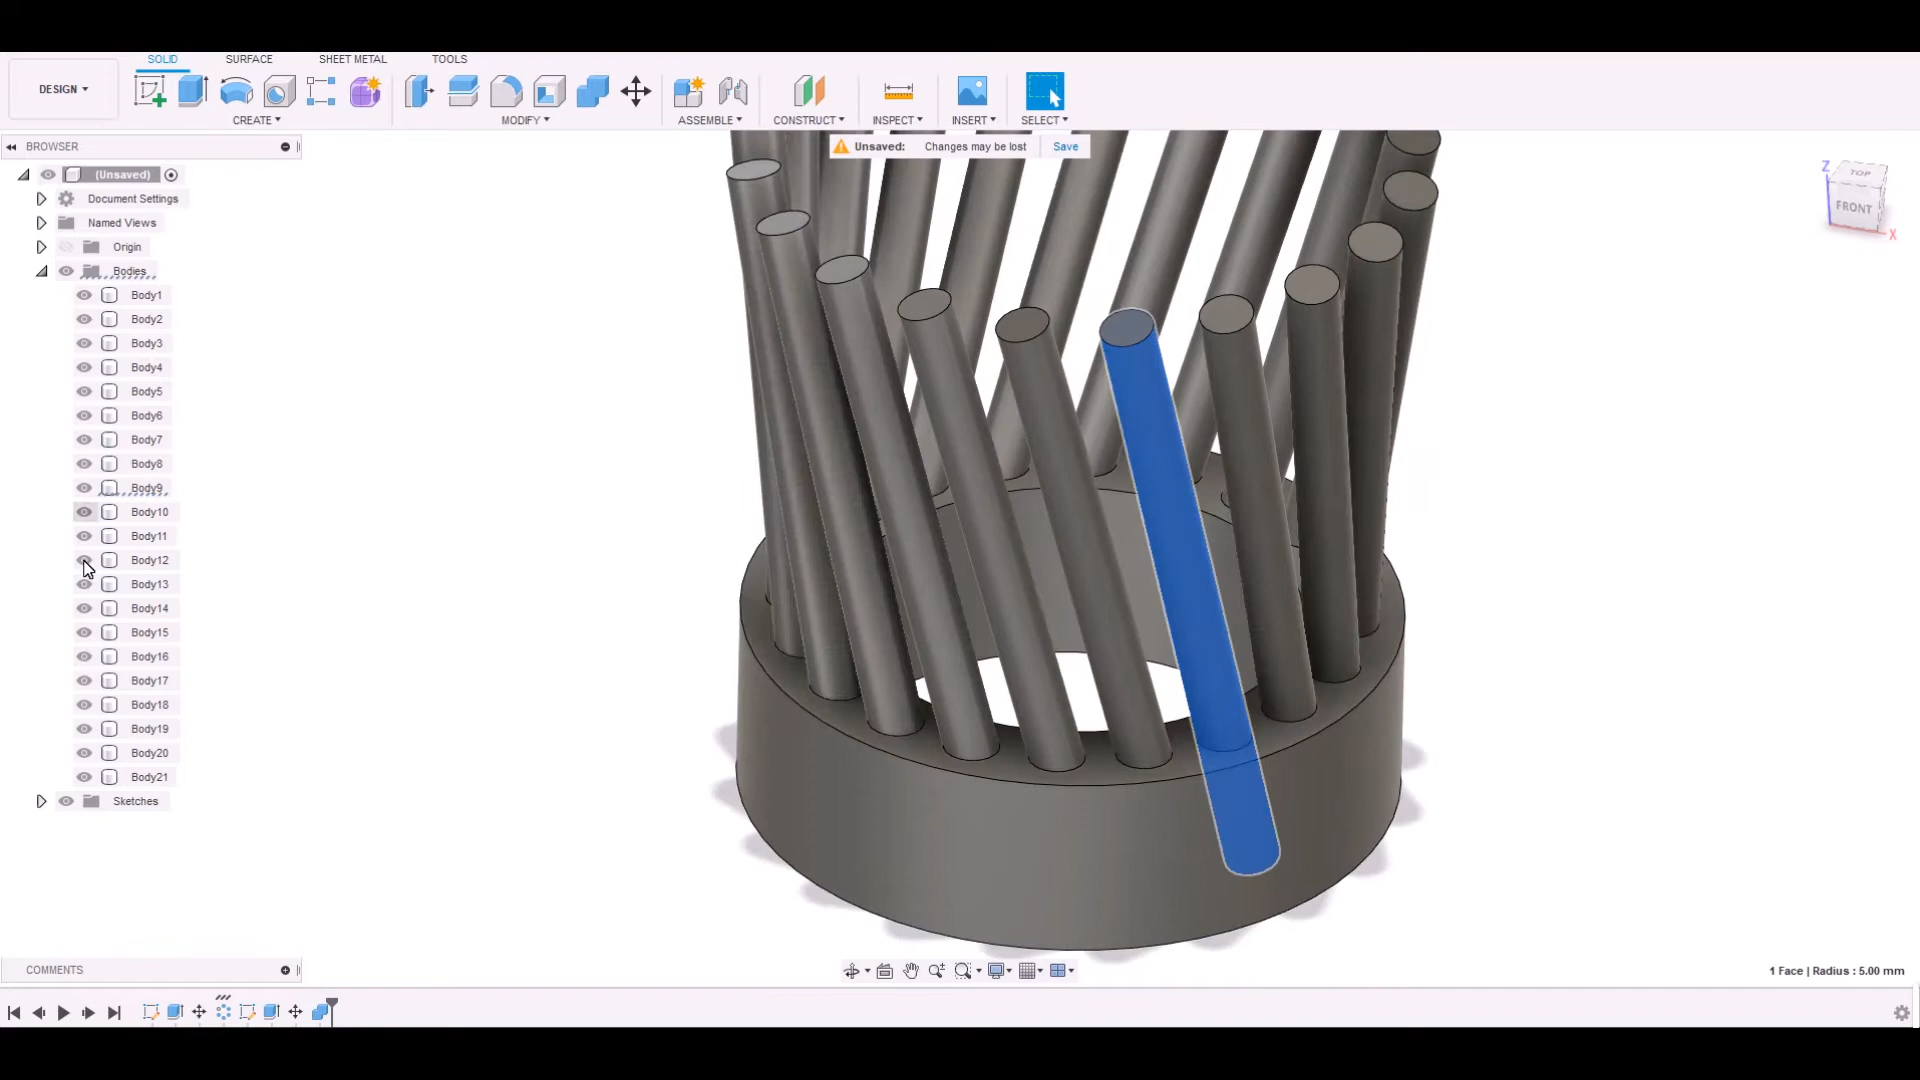 SOLID SURFACE SHEET METAL TOOLS
DESIGN
CREATE MODIFY ASSEMBLE CONSTRUCT INSPECT INSERT SELECT
BROWSER
Unsaved: Changes may be lost Save
(Unsaved)
Document Settings
Named Views
Origin
Bodies
Body1
Body2
Body3
Body4
Body5
Body6
Body7
Body8
Body9
Body10
Body11
Body12
Body13
Body14
Body15
Body16
Body17
Body18
Body19
Body20
Body21
Sketches
Z
TOP
FRONT
X
COMMENTS
1 Face | Radius : 5.00 mm